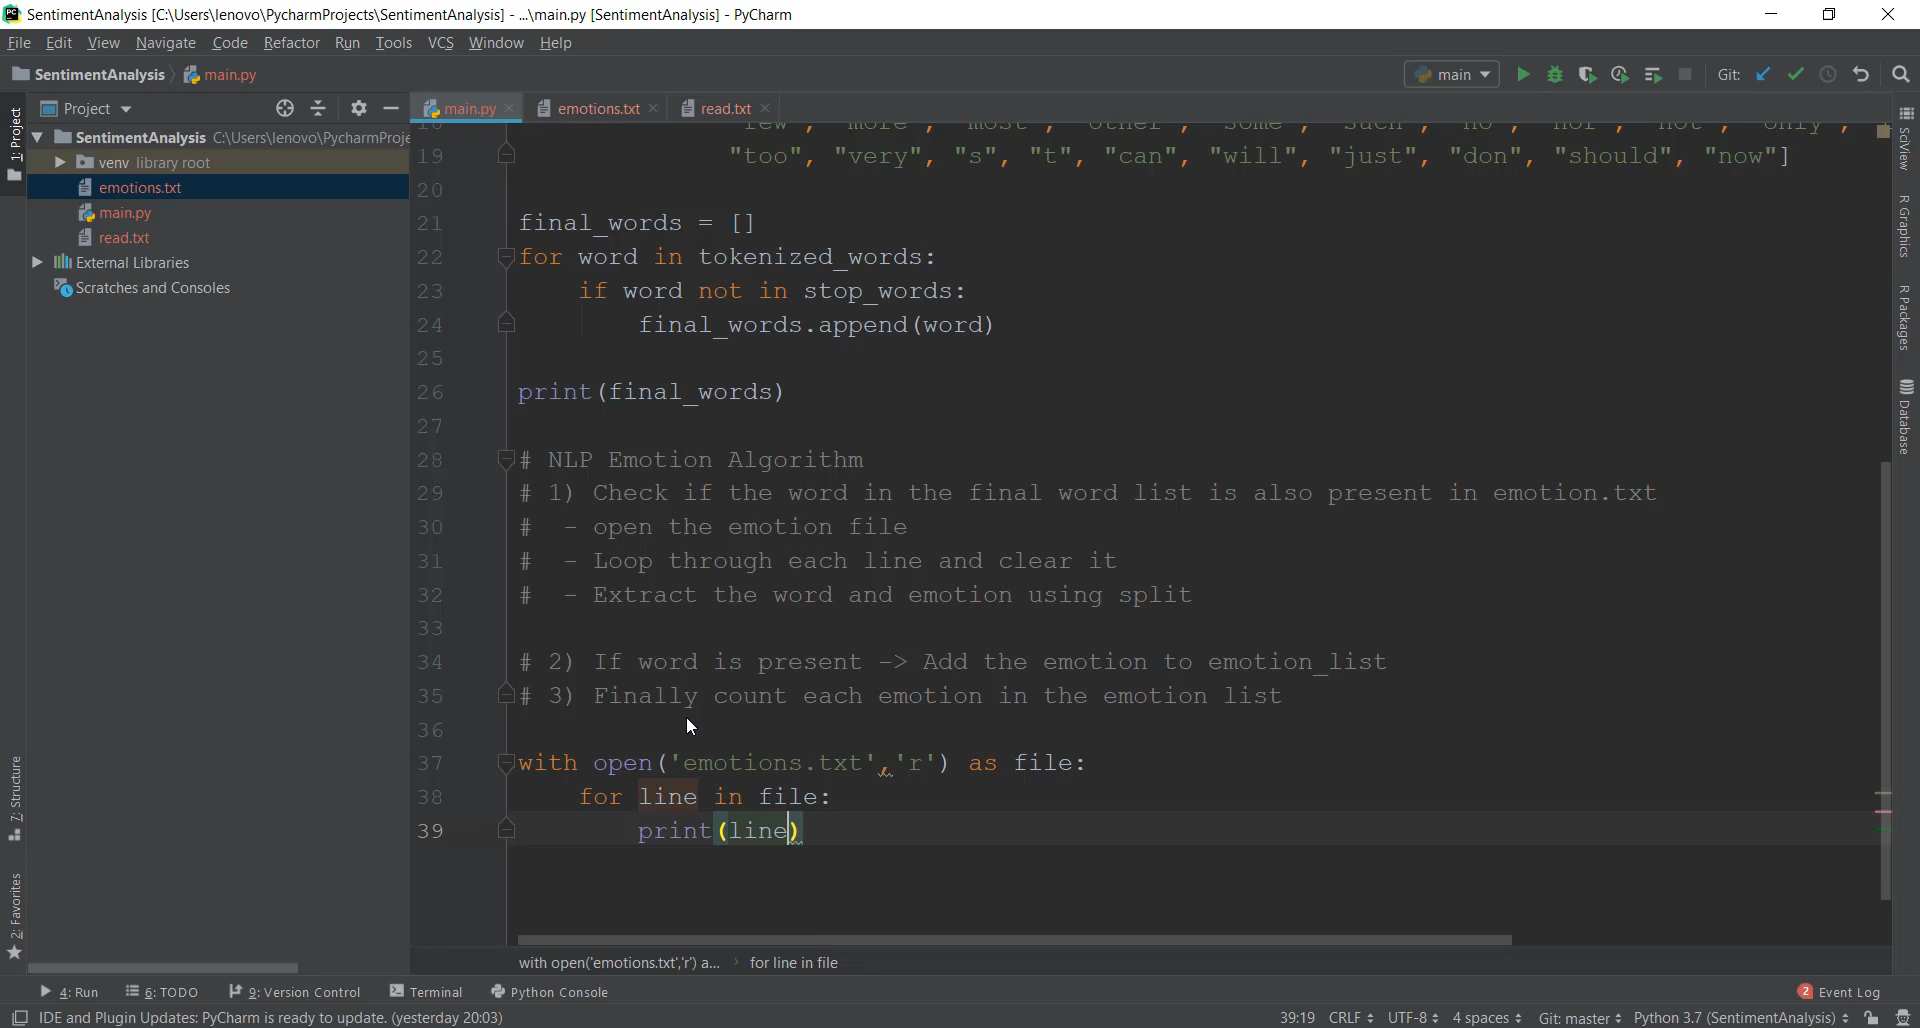 SentimentAnalysis [C:\Users\lenovo\PycharmProjects\SentimentAnalysis] - ...\main.py [SentimentAnalysis] - PyCharm
File Edit View Navigate Code Refactor Run Tools VCS Window Help
SentimentAnalysis main.py main Git:
Project
main.py emotions.txt read.txt
1: Project
SentimentAnalysis C:\Users\lenovo\PycharmProje
venv library root
emotions.txt
main.py
read.txt
External Libraries
Scratches and Consoles
18 "few", "more", "most", "other", "some", "such", "no", "nor", "not", "only",
19 "too", "very", "s", "t", "can", "will", "just", "don", "should", "now"]
20
21 final_words = []
22 for word in tokenized_words:
23 if word not in stop_words:
24 final_words.append(word)
25
26 print(final_words)
27
28 # NLP Emotion Algorithm
29 # 1) Check if the word in the final word list is also present in emotion.txt
30 # - open the emotion file
31 # - Loop through each line and clear it
32 # - Extract the word and emotion using split
33
34 # 2) If word is present -> Add the emotion to emotion_list
35 # 3) Finally count each emotion in the emotion list
36
37 with open('emotions.txt','r') as file:
38 for line in file:
39 print(line)
with open('emotions.txt','r') a... › for line in file
SciView
R Graphics
R Packages
Database
7: Structure
2: Favorites
4: Run 6: TODO 9: Version Control Terminal Python Console 2 Event Log
IDE and Plugin Updates: PyCharm is ready to update. (yesterday 20:03) 39:19 CRLF UTF-8 4 spaces Git: master Python 3.7 (SentimentAnalysis)